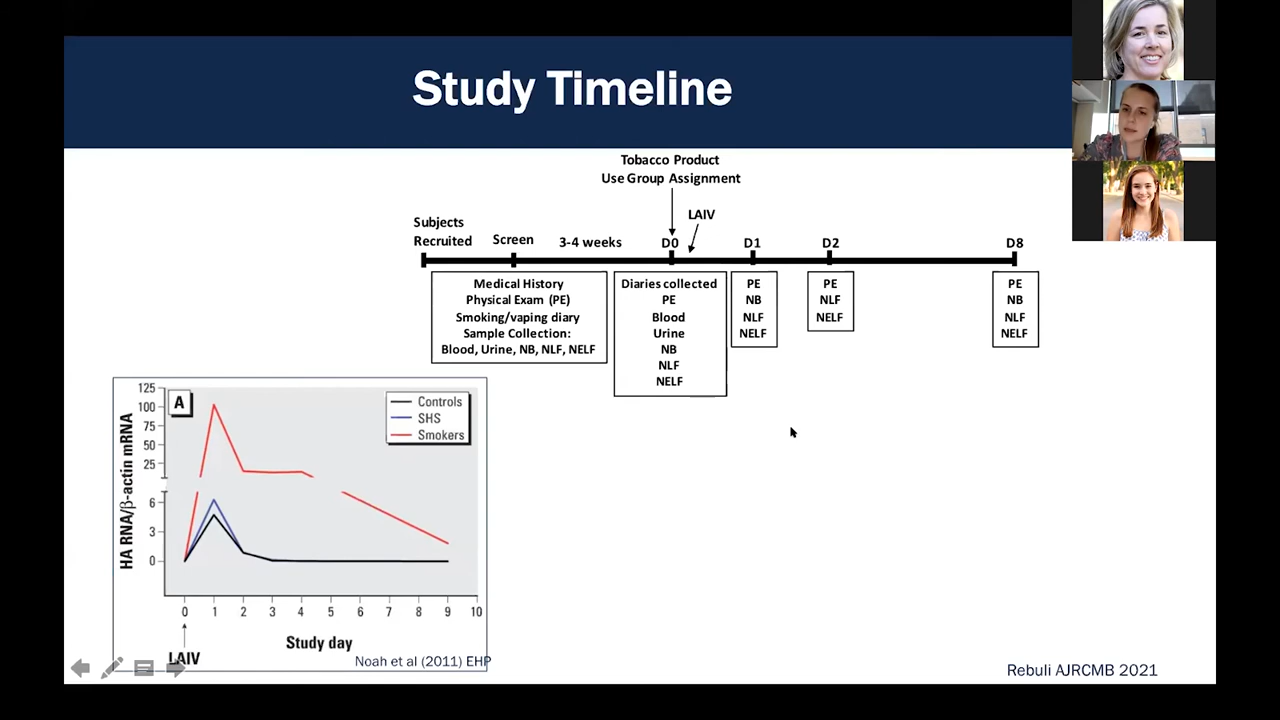 Study Timeline
Tobacco Product
Use Group Assignment
LAIV
Subjects
Recruited
Screen
3-4 weeks
D0
D1
D2
D8
Medical History
Physical Exam (PE)
Smoking/vaping diary
Sample Collection:
Blood, Urine, NB, NLF, NELF
Diaries collected
PE
Blood
Urine
NB
NLF
NELF
PE
NB
NLF
NELF
PE
NLF
NELF
PE
NB
NLF
NELF
A
Controls
SHS
Smokers
HA RNA/β-actin mRNA
125
100
75
50
25
6
3
0
0 1 2 3 4 5 6 7 8 9 10
Study day
LAIV
Noah et al (2011) EHP
Rebuli AJRCMB 2021